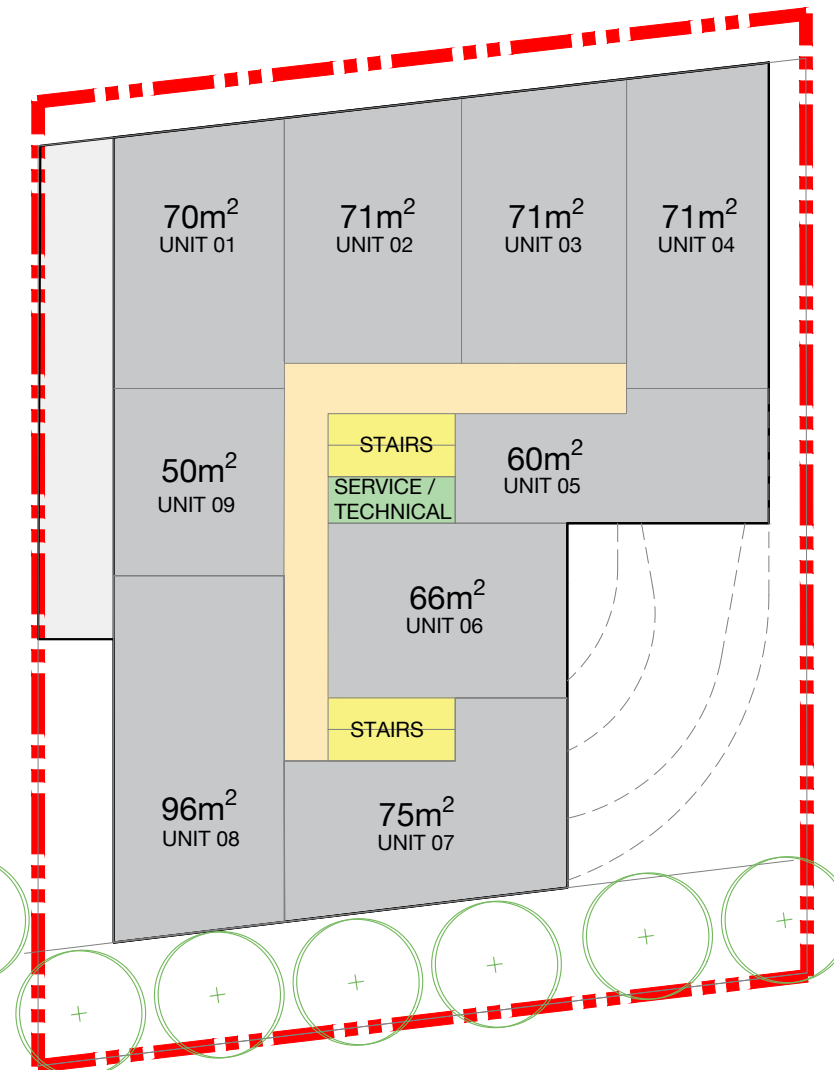 70m²
UNIT 01
71m²
UNIT 02
71m²
UNIT 03
71m²
UNIT 04
50m²
UNIT 09
STAIRS
SERVICE /
TECHNICAL
60m²
UNIT 05
66m²
UNIT 06
STAIRS
96m²
UNIT 08
75m²
UNIT 07